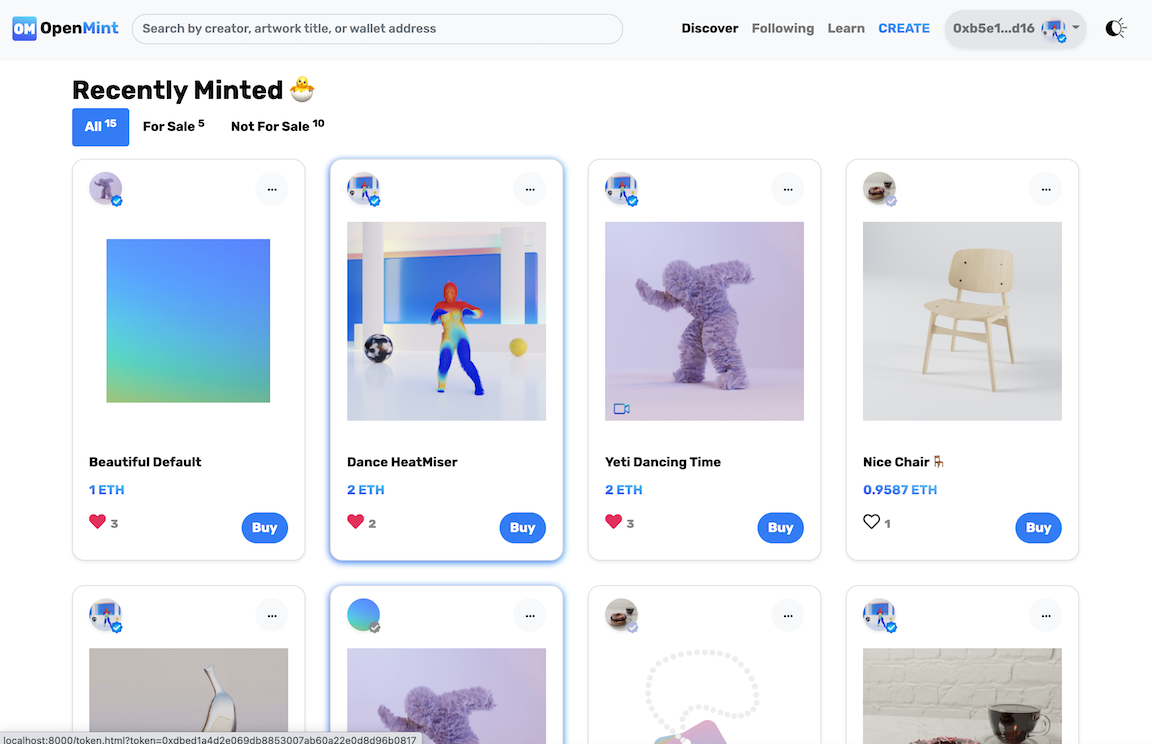 OM OpenMint
Search by creator, artwork title, or wallet address
Discover Following Learn CREATE 0xb5e1...d16
Recently Minted 🐣
All 15 For Sale 5 Not For Sale 10
... ... ... ...
Beautiful Default Dance HeatMiser Yeti Dancing Time Nice Chair 🪑
1 ETH 2 ETH 2 ETH 0.9587 ETH
3 Buy 2 Buy 3 Buy 1 Buy
... ... ... ...
localhost:8000/token.html?token=0xdbed1a4d2e069db8853007ab60a22e0d8d96b0817